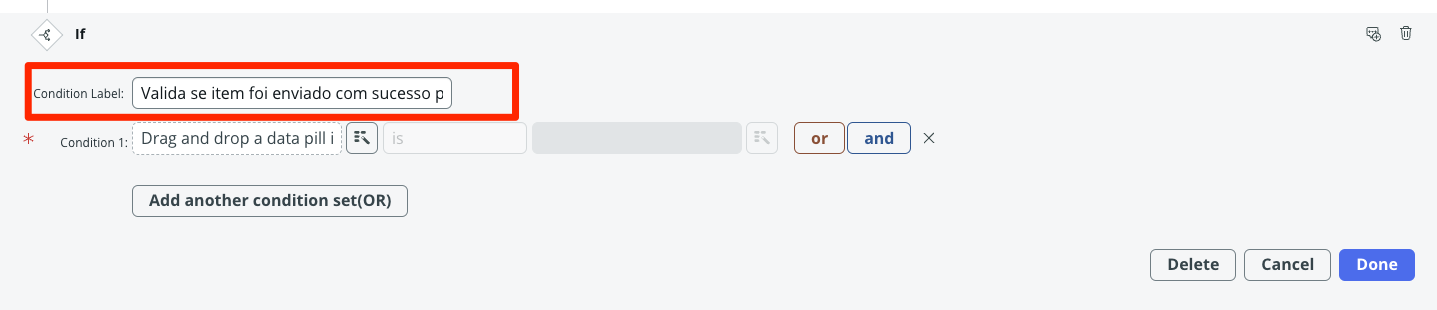 If
Condition Label: Valida se item foi enviado com sucesso p
* Condition 1: Drag and drop a data pill i is or and
Add another condition set(OR)
Delete Cancel Done